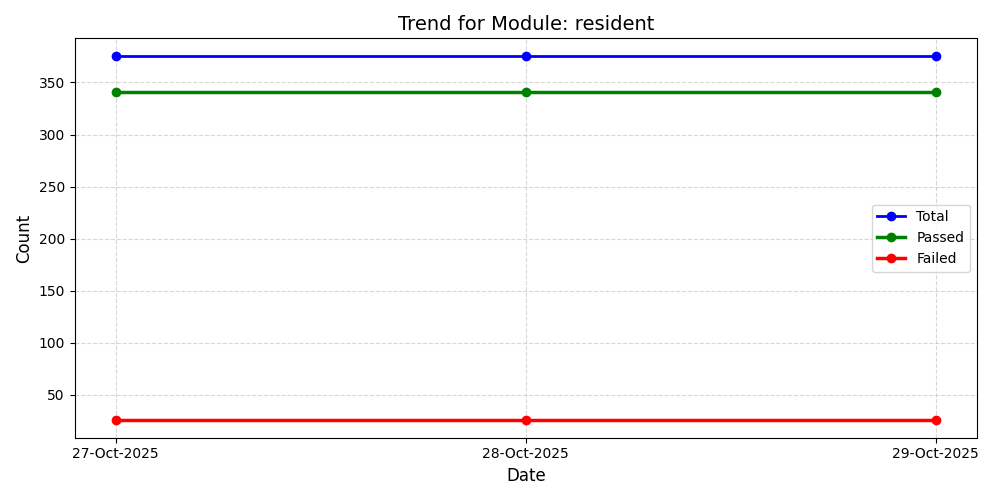 Trend for Module: resident
Count
350
300
250
200
150
100
50
Total
Passed
Failed
27-Oct-2025 28-Oct-2025 29-Oct-2025
Date